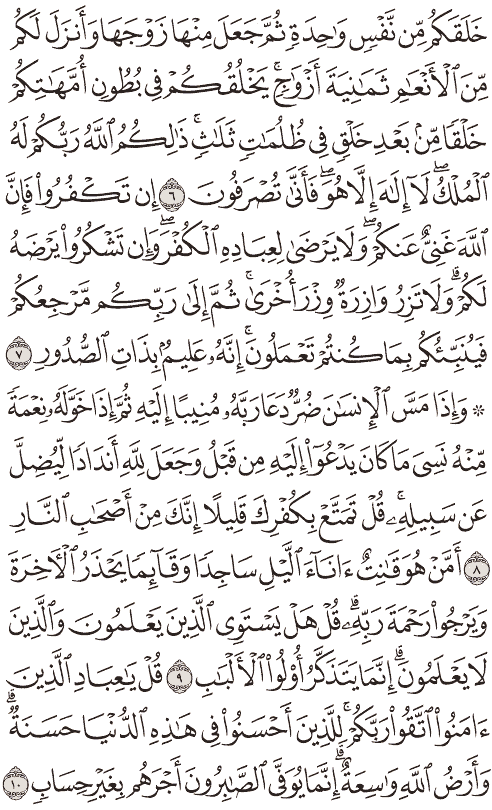 خَلَقَكُم مِّن نَّفْسٍ وَٰحِدَةٍ ثُمَّ جَعَلَ مِنْهَا زَوْجَهَا وَأَنزَلَ لَكُم
مِّنَ ٱلْأَنْعَٰمِ ثَمَٰنِيَةَ أَزْوَٰجٍ ۚ يَخْلُقُكُمْ فِى بُطُونِ أُمَّهَٰتِكُمْ
خَلْقًا مِّنۢ بَعْدِ خَلْقٍ فِى ظُلُمَٰتٍ ثَلَٰثٍ ۚ ذَٰلِكُمُ ٱللَّهُ رَبُّكُمْ لَهُ
ٱلْمُلْكُ ۖ لَآ إِلَٰهَ إِلَّا هُوَ ۖ فَأَنَّىٰ تُصْرَفُونَ ٦ إِن تَكْفُرُوا۟ فَإِنَّ
ٱللَّهَ غَنِىٌّ عَنكُمْ ۖ وَلَا يَرْضَىٰ لِعِبَادِهِ ٱلْكُفْرَ ۖ وَإِن تَشْكُرُوا۟ يَرْضَهُ
لَكُمْ ۗ وَلَا تَزِرُ وَازِرَةٌ وِزْرَ أُخْرَىٰ ۗ ثُمَّ إِلَىٰ رَبِّكُم مَّرْجِعُكُمْ
فَيُنَبِّئُكُم بِمَا كُنتُمْ تَعْمَلُونَ ۚ إِنَّهُۥ عَلِيمٌۢ بِذَاتِ ٱلصُّدُورِ ٧
۞ وَإِذَا مَسَّ ٱلْإِنسَٰنَ ضُرٌّ دَعَا رَبَّهُۥ مُنِيبًا إِلَيْهِ ثُمَّ إِذَا خَوَّلَهُۥ نِعْمَةً
مِّنْهُ نَسِىَ مَا كَانَ يَدْعُوٓا۟ إِلَيْهِ مِن قَبْلُ وَجَعَلَ لِلَّهِ أَندَادًا لِّيُضِلَّ
عَن سَبِيلِهِۦ ۚ قُلْ تَمَتَّعْ بِكُفْرِكَ قَلِيلًا ۖ إِنَّكَ مِنْ أَصْحَٰبِ ٱلنَّارِ
٨ أَمَّنْ هُوَ قَٰنِتٌ ءَانَآءَ ٱلَّيْلِ سَاجِدًا وَقَآئِمًا يَحْذَرُ ٱلْءَاخِرَةَ
وَيَرْجُوا۟ رَحْمَةَ رَبِّهِۦ ۗ قُلْ هَلْ يَسْتَوِى ٱلَّذِينَ يَعْلَمُونَ وَٱلَّذِينَ
لَا يَعْلَمُونَ ۗ إِنَّمَا يَتَذَكَّرُ أُو۟لُوا۟ ٱلْأَلْبَٰبِ ٩ قُلْ يَٰعِبَادِ ٱلَّذِينَ
ءَامَنُوا۟ ٱتَّقُوا۟ رَبَّكُمْ ۚ لِلَّذِينَ أَحْسَنُوا۟ فِى هَٰذِهِ ٱلدُّنْيَا حَسَنَةٌ ۗ
وَأَرْضُ ٱللَّهِ وَٰسِعَةٌ ۗ إِنَّمَا يُوَفَّى ٱلصَّٰبِرُونَ أَجْرَهُم بِغَيْرِ حِسَابٍ ١٠